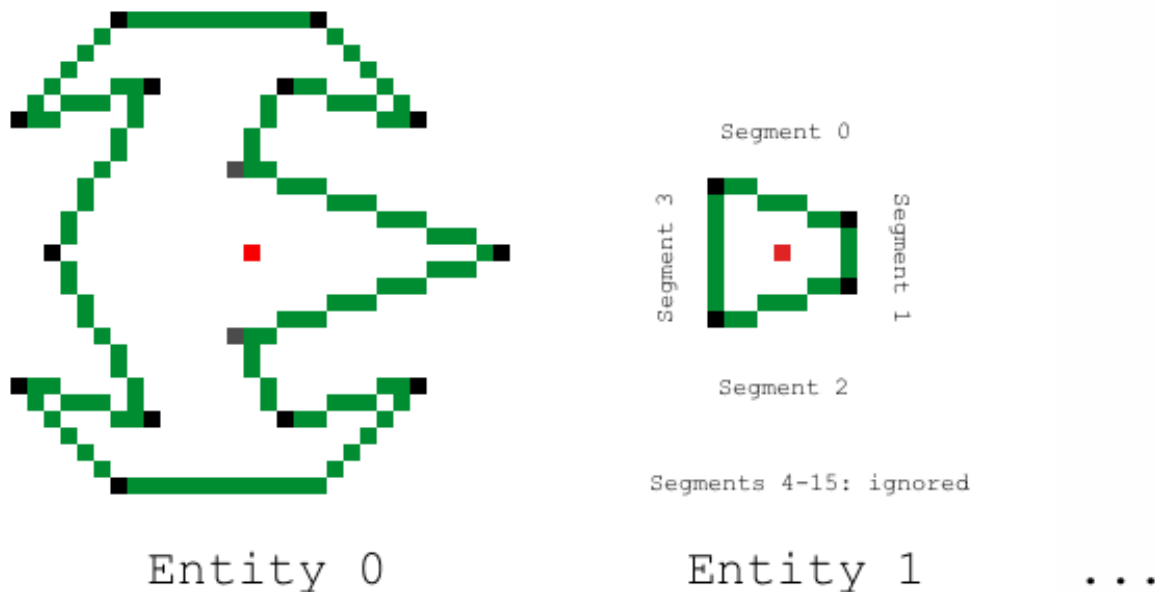 Segment 0
Segment 3
Segment 1
Segment 2
Segments 4-15: ignored
Entity 0
Entity 1
...